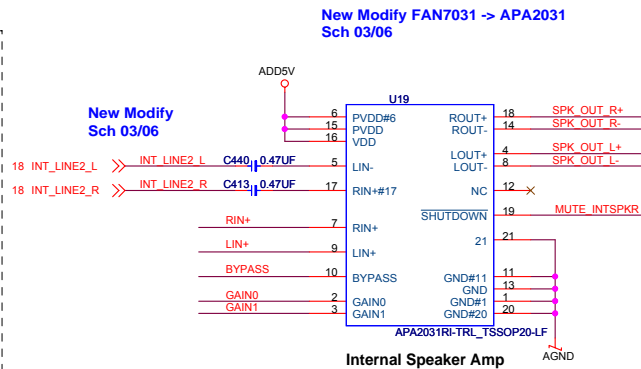 New Modify FAN7031 -> APA2031
Sch 03/06
ADD5V
New Modify
Sch 03/06
U19
6 PVDD#6 ROUT+ 18 SPK_OUT_R+
15 PVDD ROUT- 14 SPK_OUT_R-
16 VDD
LOUT+ 4 SPK_OUT_L+
18 INT_LINE2_L INT_LINE2_L C440 0.47UF 5 LIN- LOUT- 8 SPK_OUT_L-
18 INT_LINE2_R INT_LINE2_R C413 0.47UF 17 RIN+#17 NC 12
SHUTDOWN 19 MUTE_INTSPKR
RIN+ 7 RIN+
21 21
LIN+ 9 LIN+
BYPASS 10 BYPASS GND#11 11
GND 13
GAIN0 2 GAIN0 GND#1 1
GAIN1 3 GAIN1 GND#20 20
APA2031RI-TRL_TSSOP20-LF
Internal Speaker Amp
AGND